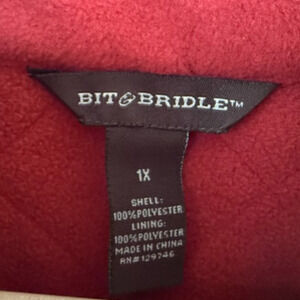 BIT & BRIDLE™
1X
SHELL:
100%POLYESTER
LINING:
100%POLYESTER
MADE IN CHINA
RN#129746